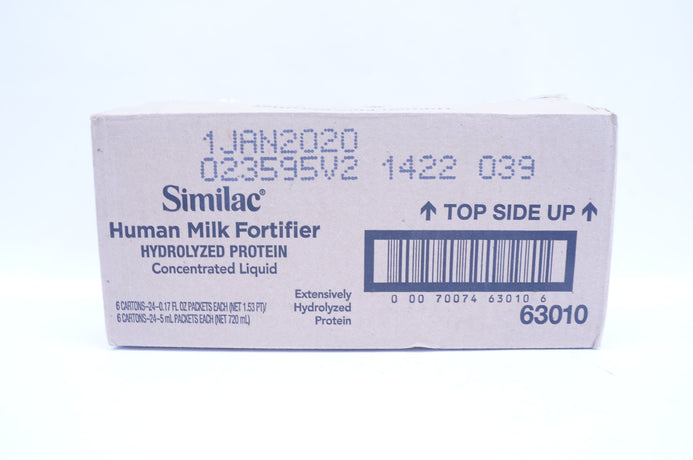 1JAN2020
023595V2 1422 039
Similac®
Human Milk Fortifier
HYDROLYZED PROTEIN
Concentrated Liquid
6 CARTONS–24–0.17 FL OZ PACKETS EACH (NET 1.53 PT)/
6 CARTONS–24–5 mL PACKETS EACH (NET 720 mL)
Extensively
Hydrolyzed
Protein
↑ TOP SIDE UP ↑
0 00 70074 63010 6
63010